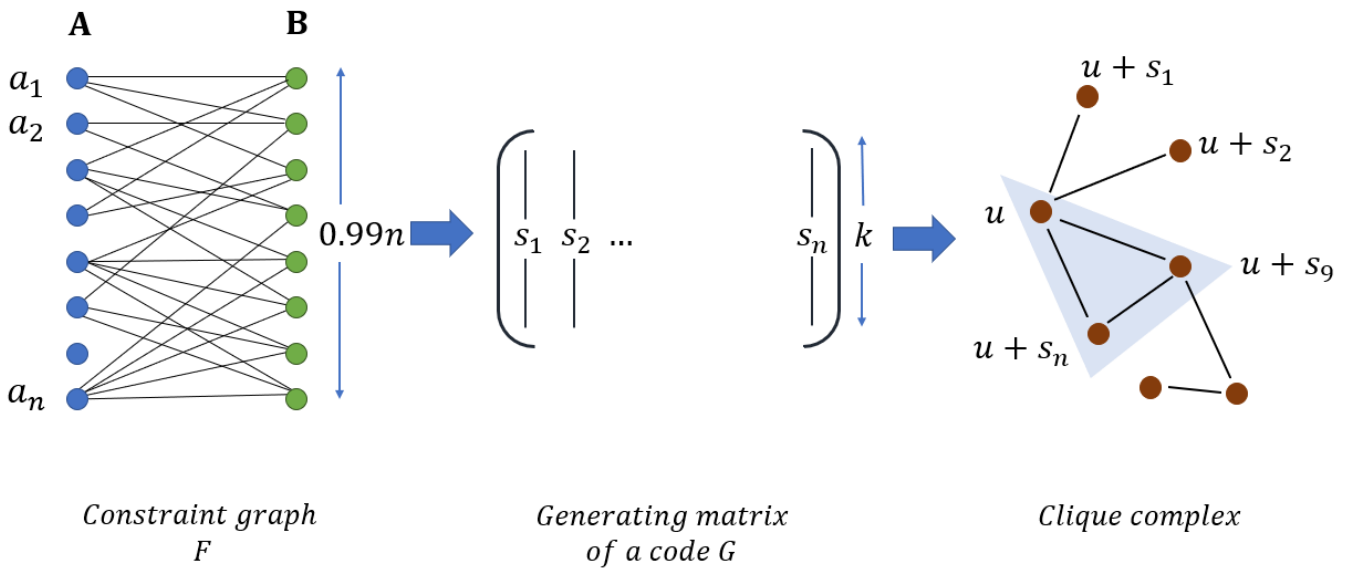 A
B
a₁
a₂
aₙ
0.99n
s₁ s₂ ... sₙ
k
u + s₁
u + s₂
u
u + s₉
u + sₙ
Constraint graph
F
Generating matrix
of a code G
Clique complex